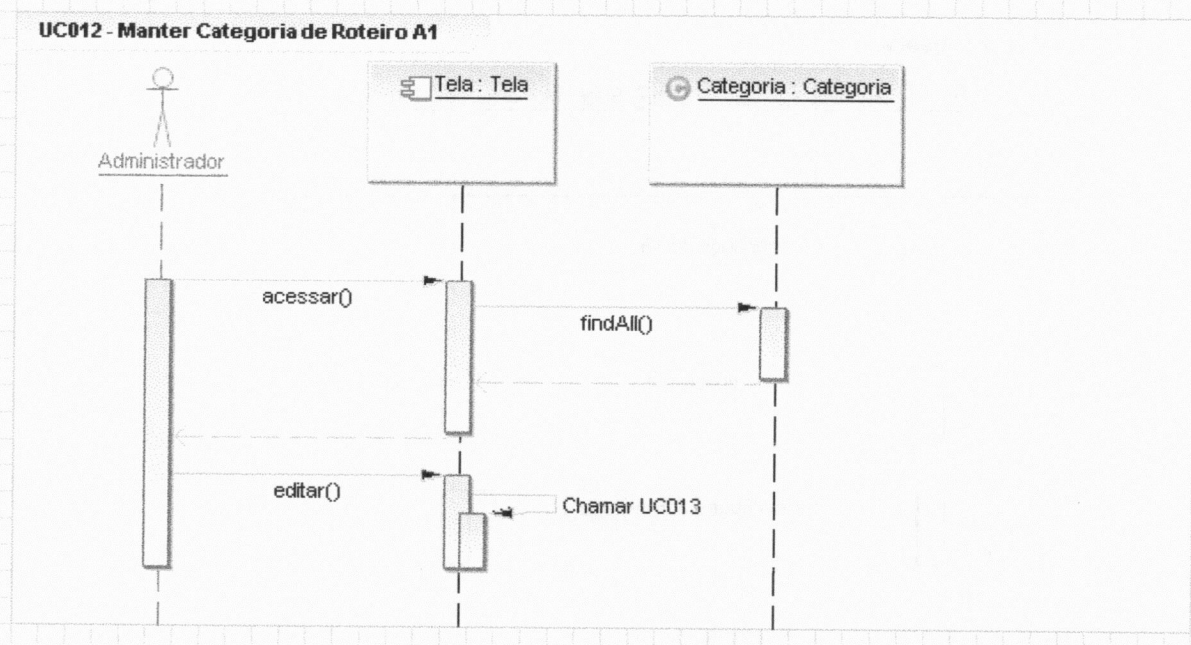 UC012 - Manter Categoria de Roteiro A1
Tela : Tela
Categoria : Categoria
Administrador
acessar()
findAll()
editar()
Chamar UC013